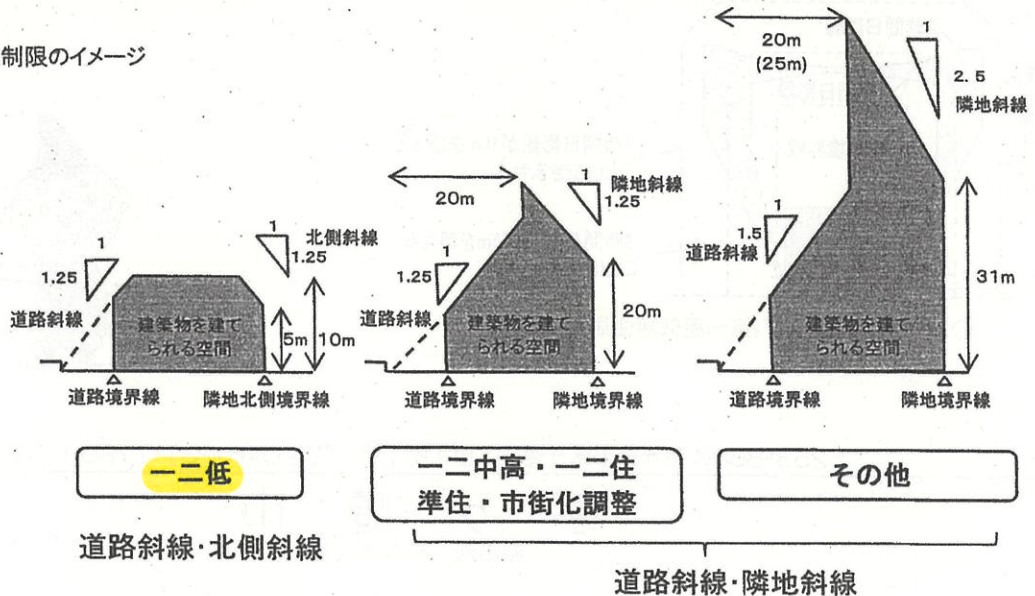 制限のイメージ
1
1.25
道路斜線
1
北側斜線
1.25
建築物を建て
られる空間
5m
10m
道路境界線
隣地北側境界線
一二低
道路斜線・北側斜線
20m
1
隣地斜線
1.25
1
1.25
道路斜線
建築物を建て
られる空間
20m
道路境界線
隣地境界線
一二中高・一二住
準住・市街化調整
20m
(25m)
1
2.5
隣地斜線
1
1.5
道路斜線
建築物を建て
られる空間
31m
道路境界線
隣地境界線
その他
道路斜線・隣地斜線